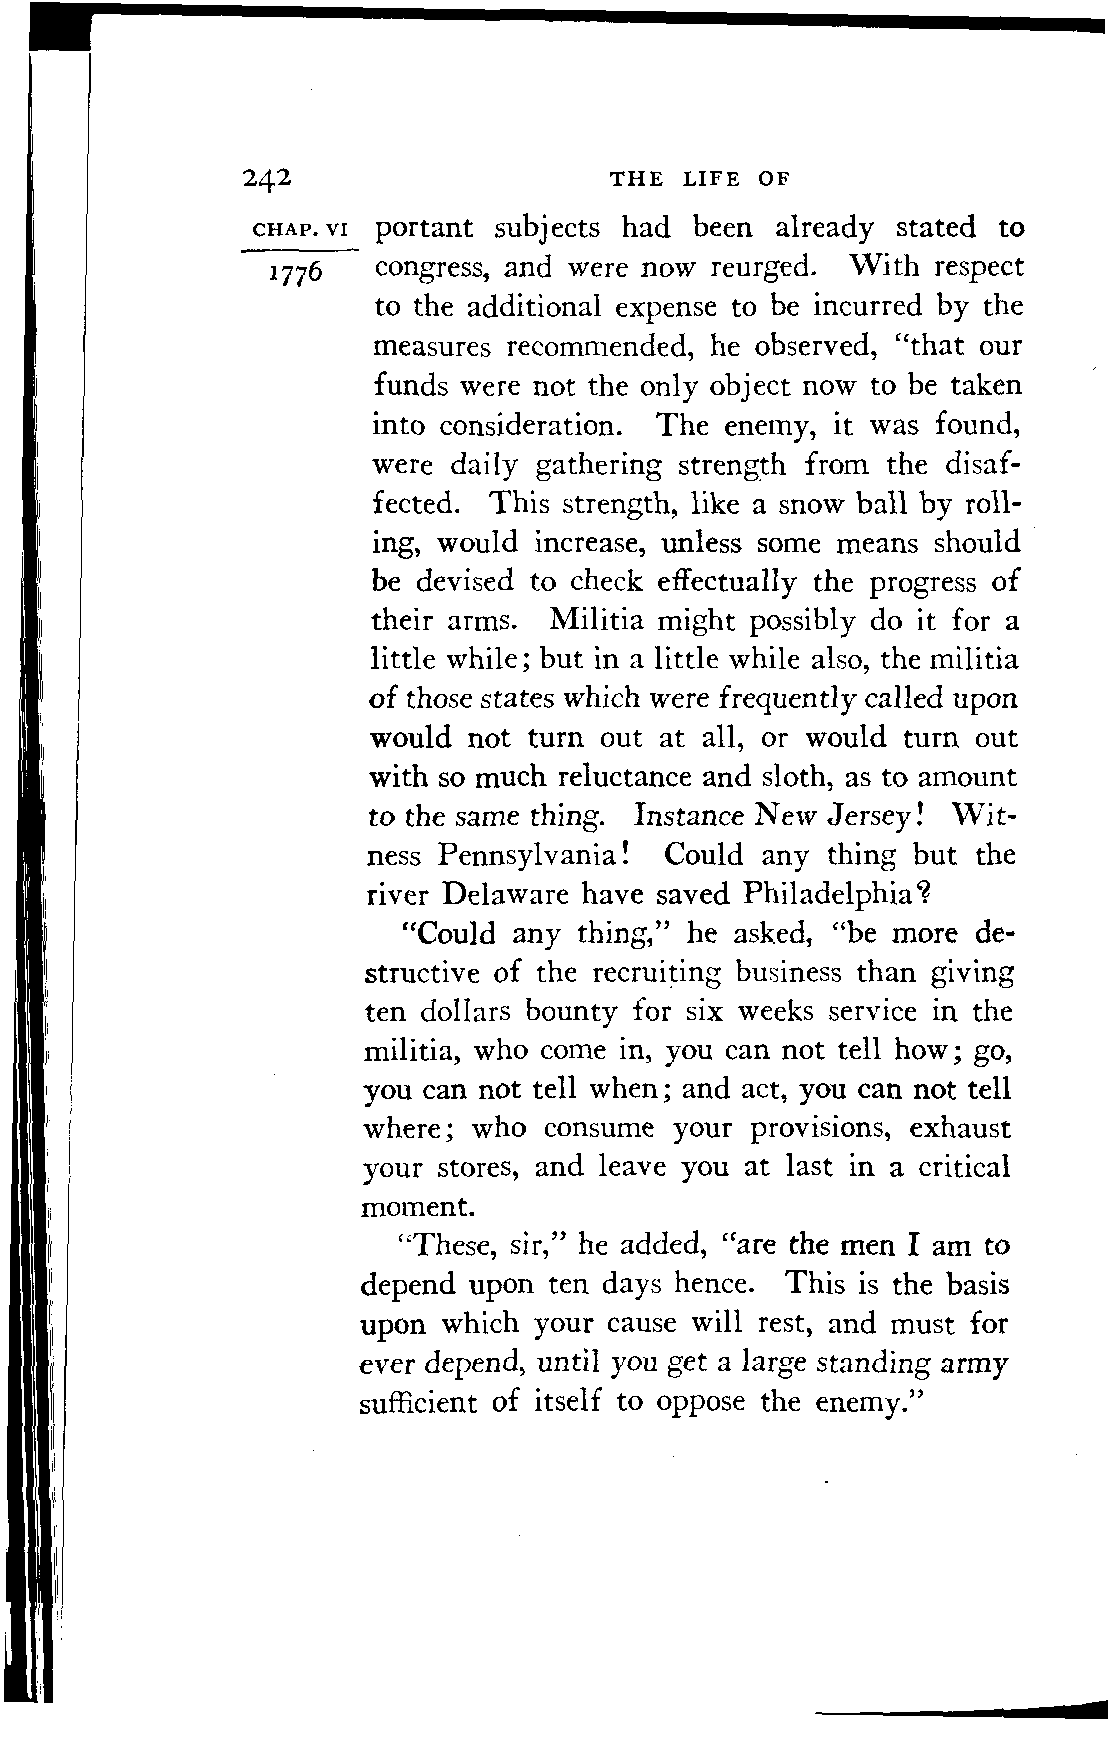 242 THE LIFE OF
CHAP. VI portant subjects had been already stated to
1776 congress, and were now reurged. With respect
to the additional expense to be incurred by the
measures recommended, he observed, "that our
funds were not the only object now to be taken
into consideration. The enemy, it was found,
were daily gathering strength from the disaf-
fected. This strength, like a snow ball by roll-
ing, would increase, unless some means should
be devised to check effectually the progress of
their arms. Militia might possibly do it for a
little while; but in a little while also, the militia
of those states which were frequently called upon
would not turn out at all, or would turn out
with so much reluctance and sloth, as to amount
to the same thing. Instance New Jersey! Wit-
ness Pennsylvania! Could any thing but the
river Delaware have saved Philadelphia?
"Could any thing," he asked, "be more de-
structive of the recruiting business than giving
ten dollars bounty for six weeks service in the
militia, who come in, you can not tell how; go,
you can not tell when; and act, you can not tell
where; who consume your provisions, exhaust
your stores, and leave you at last in a critical
moment.
"These, sir," he added, "are the men I am to
depend upon ten days hence. This is the basis
upon which your cause will rest, and must for
ever depend, until you get a large standing army
sufficient of itself to oppose the enemy."